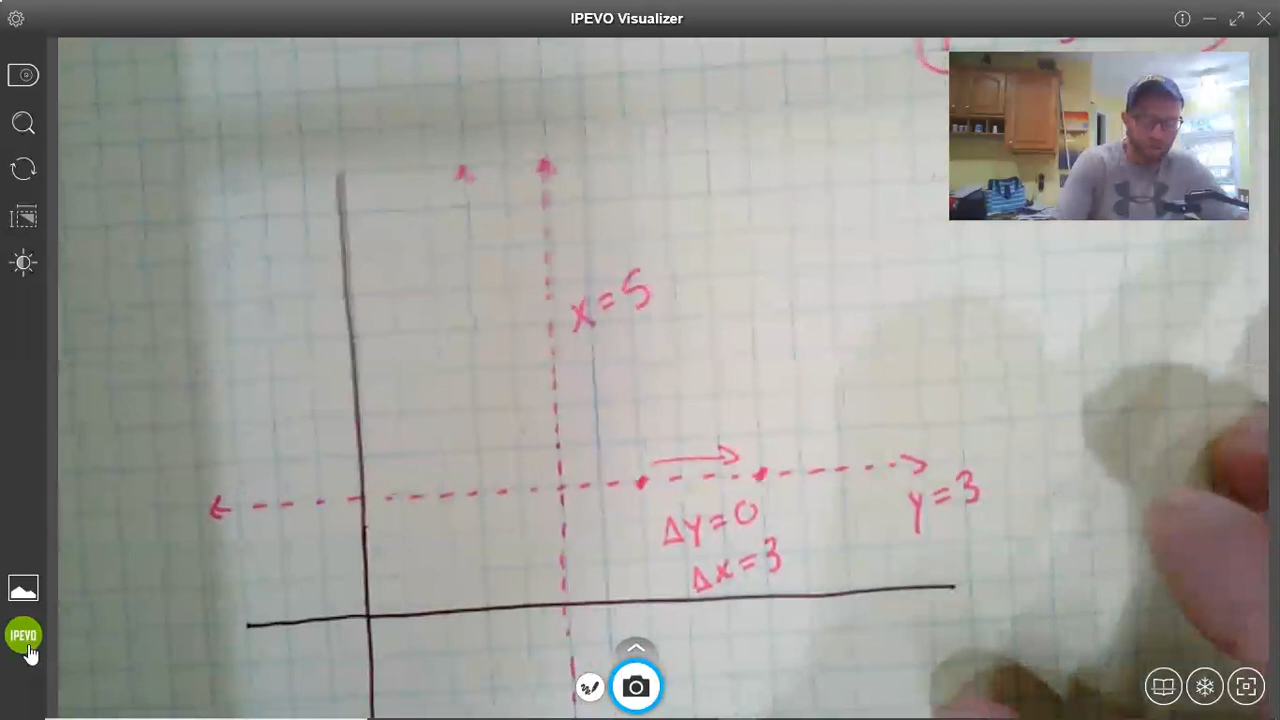 IPEVO Visualizer
x=5
y=3
Δy=0
Δx=3
IPEVO